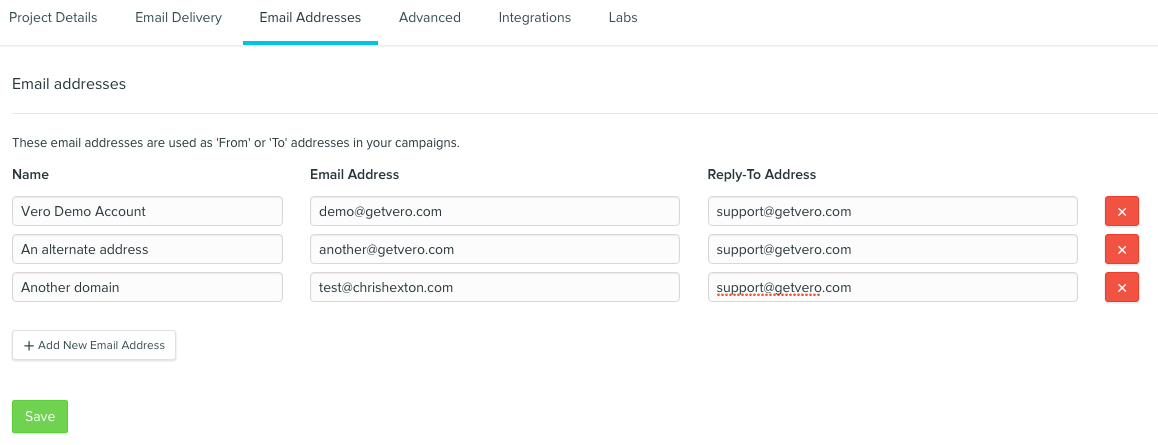 Project Details Email Delivery Email Addresses Advanced Integrations Labs
Email addresses
These email addresses are used as 'From' or 'To' addresses in your campaigns.
Name Email Address Reply-To Address
Vero Demo Account demo@getvero.com support@getvero.com ×
An alternate address another@getvero.com support@getvero.com ×
Another domain test@chrishexton.com support@getvero.com ×
+ Add New Email Address
Save